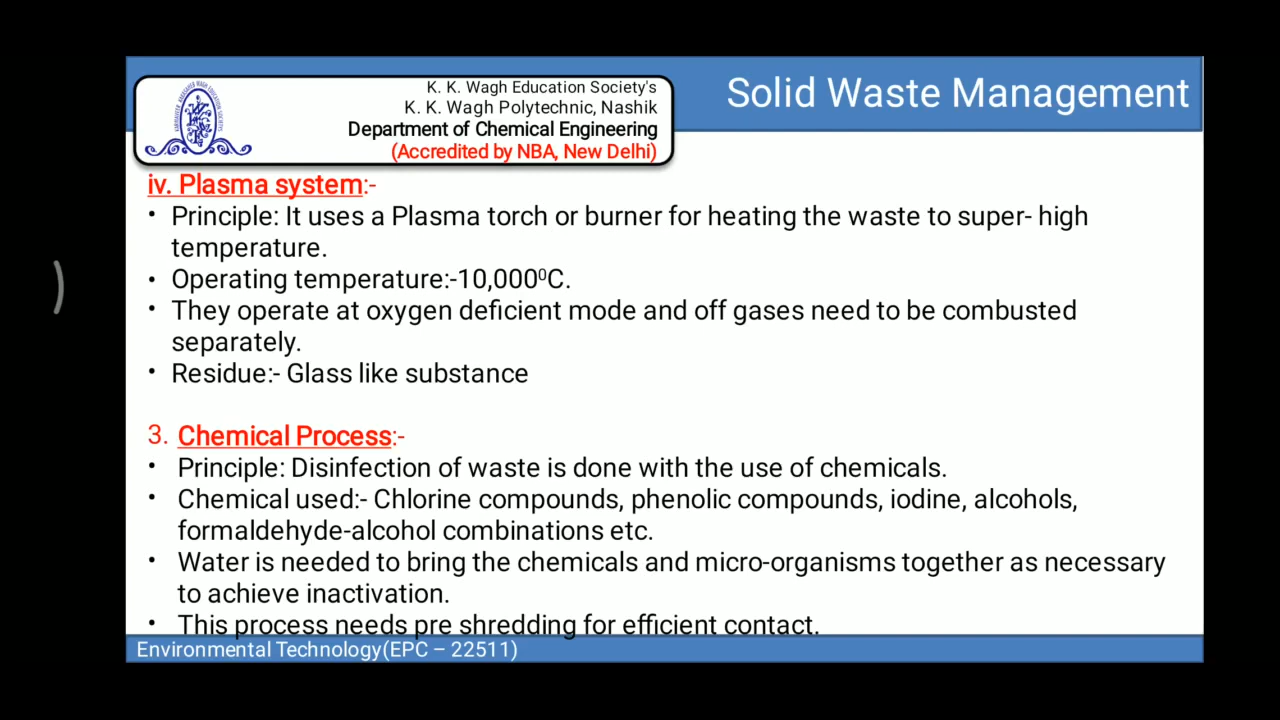 K. K. Wagh Education Society's
K. K. Wagh Polytechnic, Nashik
Department of Chemical Engineering
(Accredited by NBA, New Delhi)
Solid Waste Management
iv. Plasma system:-
• Principle: It uses a Plasma torch or burner for heating the waste to super- high
temperature.
• Operating temperature:-10,000⁰C.
• They operate at oxygen deficient mode and off gases need to be combusted
separately.
• Residue:- Glass like substance
3. Chemical Process:-
• Principle: Disinfection of waste is done with the use of chemicals.
• Chemical used:- Chlorine compounds, phenolic compounds, iodine, alcohols,
formaldehyde-alcohol combinations etc.
• Water is needed to bring the chemicals and micro-organisms together as necessary
to achieve inactivation.
• This process needs pre shredding for efficient contact.
Environmental Technology(EPC – 22511)